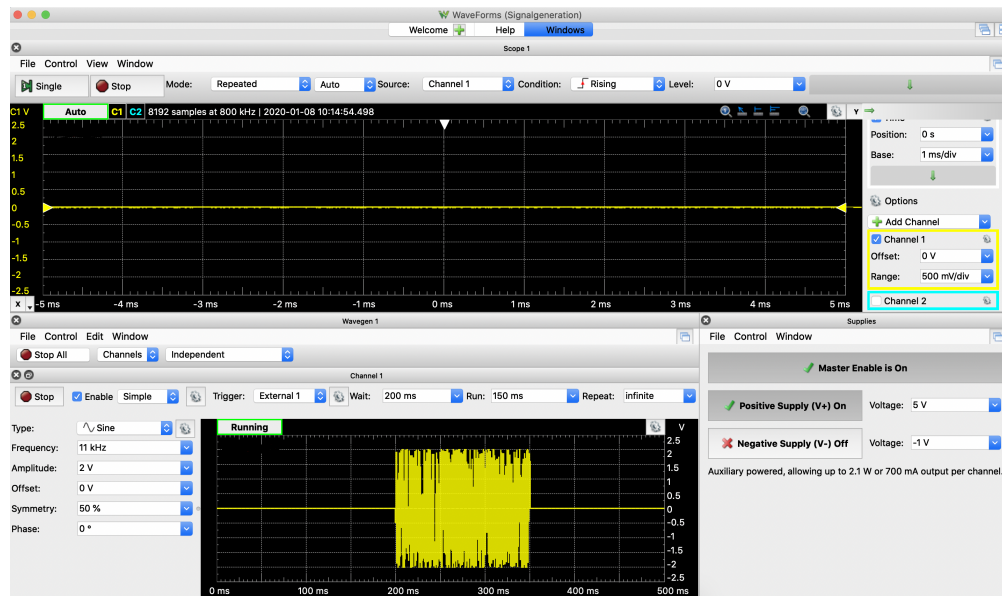 WaveForms (Signalgeneration)
Welcome Help Windows
Scope 1
File Control View Window
Single Stop Mode: Repeated Auto Source: Channel 1 Condition: Rising Level: 0 V
C1 V Auto C1 C2 8192 samples at 800 kHz | 2020-01-08 10:14:54.498 Y
2.5
2
1.5
1
0.5
0
-0.5
-1
-1.5
-2
-2.5
X -5 ms -4 ms -3 ms -2 ms -1 ms 0 ms 1 ms 2 ms 3 ms 4 ms 5 ms
Time
Position: 0 s
Base: 1 ms/div
Options
Add Channel
Channel 1
Offset: 0 V
Range: 500 mV/div
Channel 2
Wavegen 1
File Control Edit Window
Stop All Channels Independent
Channel 1
Stop Enable Simple Trigger: External 1 Wait: 200 ms Run: 150 ms Repeat: infinite
Type: Sine
Frequency: 11 kHz
Amplitude: 2 V
Offset: 0 V
Symmetry: 50 %
Phase: 0 °
Running V
2.5
2
1.5
1
0.5
0
-0.5
-1
-1.5
-2
-2.5
0 ms 100 ms 200 ms 300 ms 400 ms 500 ms
Supplies
File Control Window
Master Enable is On
Positive Supply (V+) On Voltage: 5 V
Negative Supply (V-) Off Voltage: -1 V
Auxiliary powered, allowing up to 2.1 W or 700 mA output per channel.